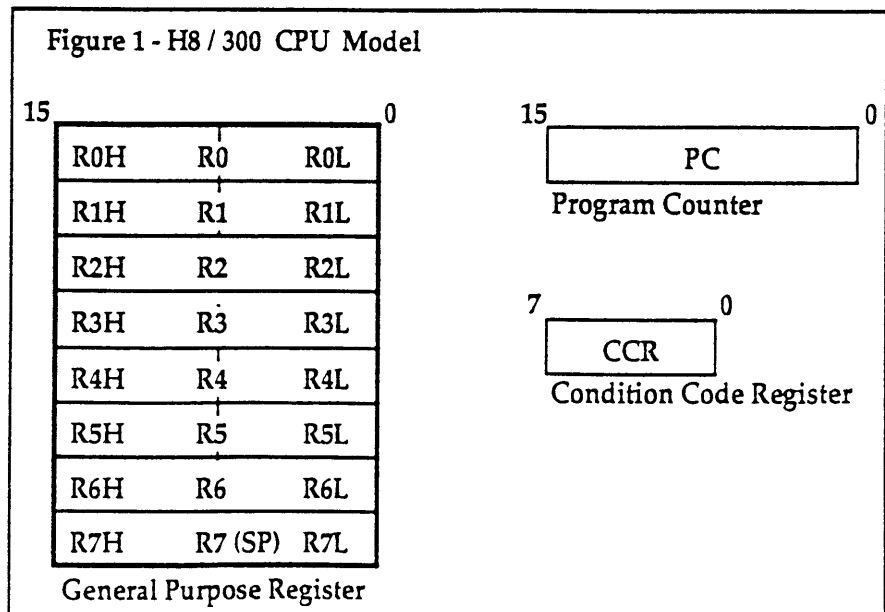 Figure 1 - H8 / 300 CPU Model
15 0
R0H R0 R0L
R1H R1 R1L
R2H R2 R2L
R3H R3 R3L
R4H R4 R4L
R5H R5 R5L
R6H R6 R6L
R7H R7 (SP) R7L
General Purpose Register
15 0
PC
Program Counter
7 0
CCR
Condition Code Register